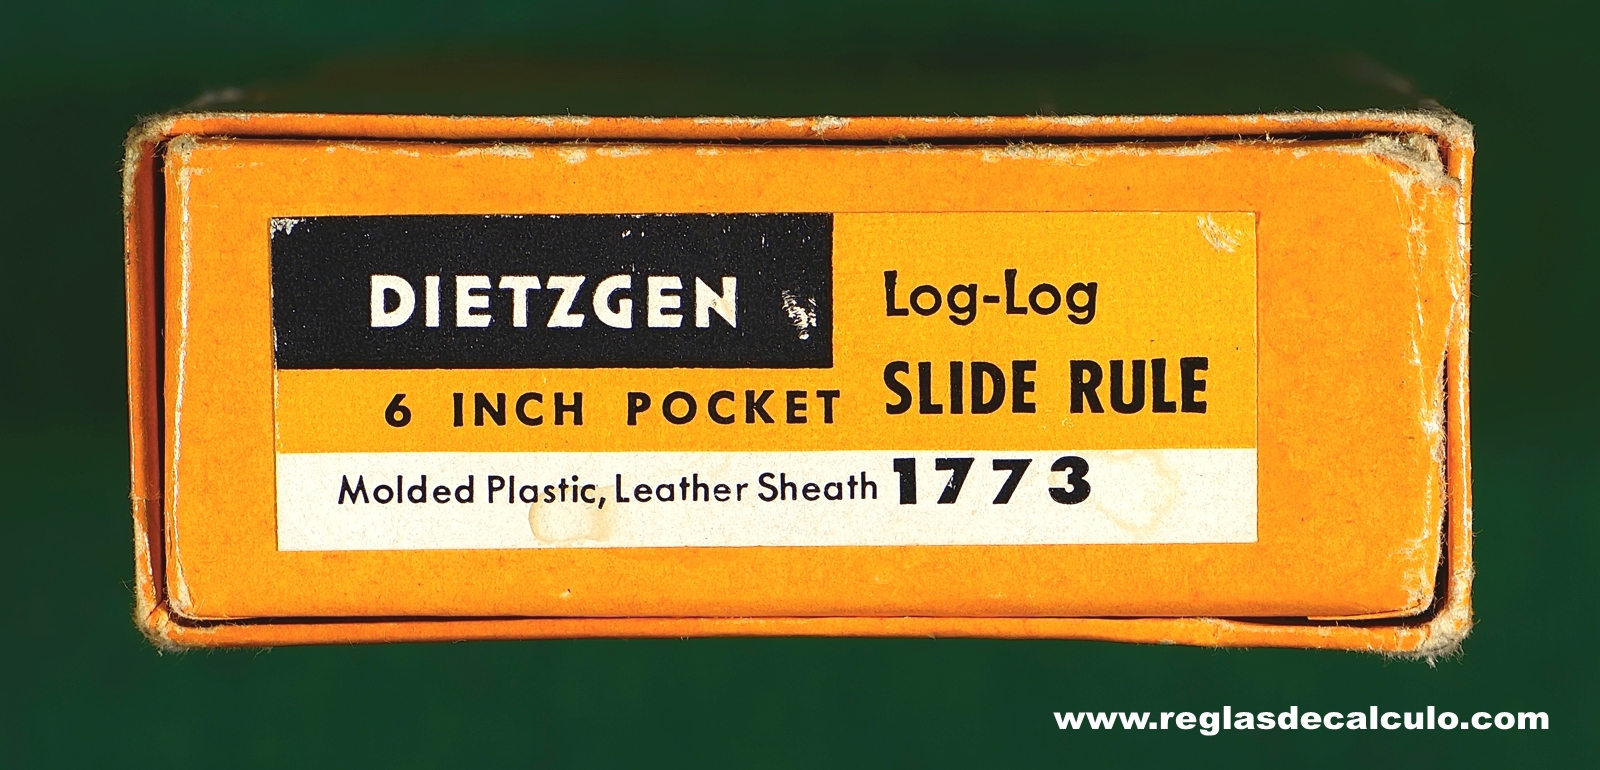 DIETZGEN
6 INCH POCKET
Log-Log
SLIDE RULE
Molded Plastic, Leather Sheath 1773
www.reglasdecalculo.com